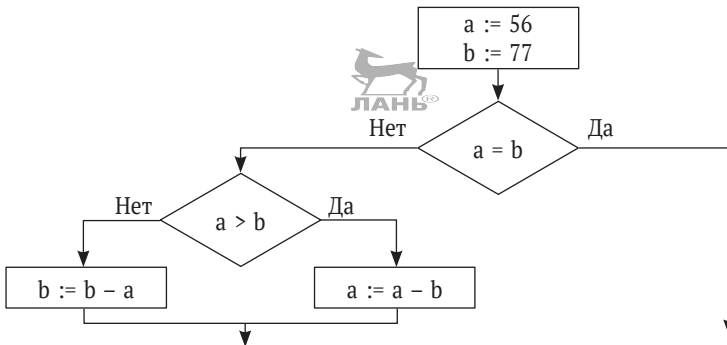 a := 56
b := 77
ЛАНЬ®
Нет
Да
a = b
Нет
Да
a > b
b := b – a
a := a – b